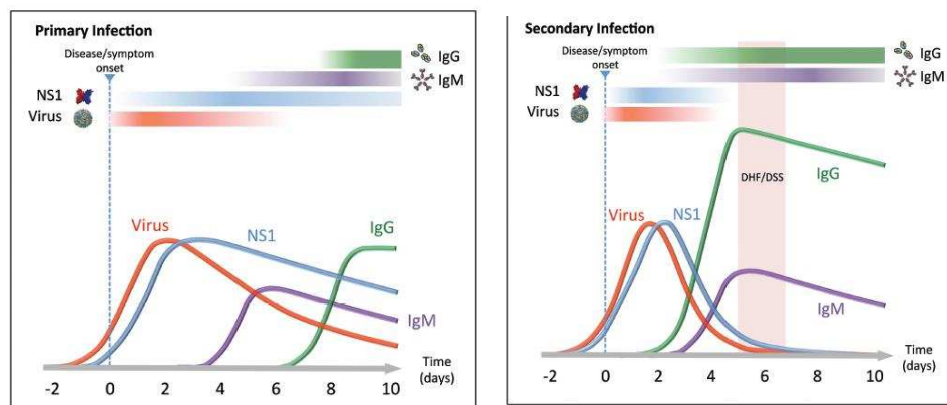 Primary Infection
Disease/symptom
onset
IgG
IgM
NS1
Virus
Virus
NS1
IgG
IgM
Time
(days)
-2 0 2 4 6 8 10
Secondary Infection
Disease/symptom
onset
IgG
IgM
NS1
Virus
DHF/DSS
IgG
Virus
NS1
IgM
Time
(days)
-2 0 2 4 6 8 10